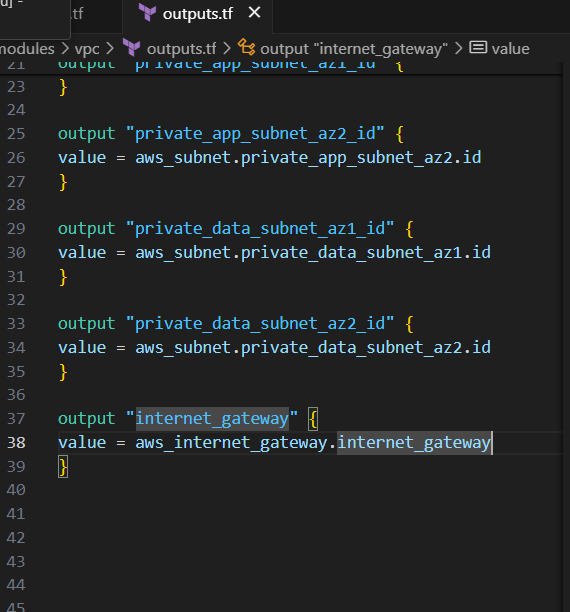 .tf
outputs.tf ×
modules > vpc > outputs.tf > output "internet_gateway" > value
21 output "private_app_subnet_az1_id" {
23 }
24
25 output "private_app_subnet_az2_id" {
26 value = aws_subnet.private_app_subnet_az2.id
27 }
28
29 output "private_data_subnet_az1_id" {
30 value = aws_subnet.private_data_subnet_az1.id
31 }
32
33 output "private_data_subnet_az2_id" {
34 value = aws_subnet.private_data_subnet_az2.id
35 }
36
37 output "internet_gateway" {
38 value = aws_internet_gateway.internet_gateway
39 }
40
41
42
43
44
45